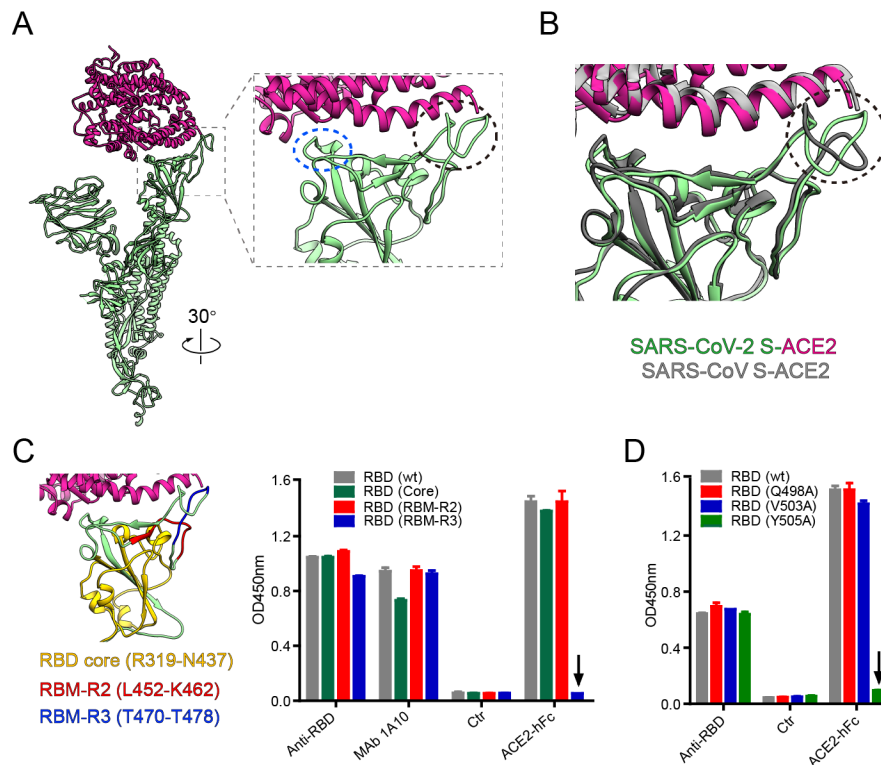 A
B
30°
SARS-CoV-2 S-ACE2
SARS-CoV S-ACE2
C
RBD core (R319-N437)
RBM-R2 (L452-K462)
RBM-R3 (T470-T478)
OD450nm
1.6
1.2
0.8
0.4
0.0
RBD (wt)
RBD (Core)
RBD (RBM-R2)
RBD (RBM-R3)
Anti-RBD
MAb 1A10
Ctr
ACE2-hFc
D
OD450nm
1.6
1.2
0.8
0.4
0.0
RBD (wt)
RBD (Q498A)
RBD (V503A)
RBD (Y505A)
Anti-RBD
Ctr
ACE2-hFc